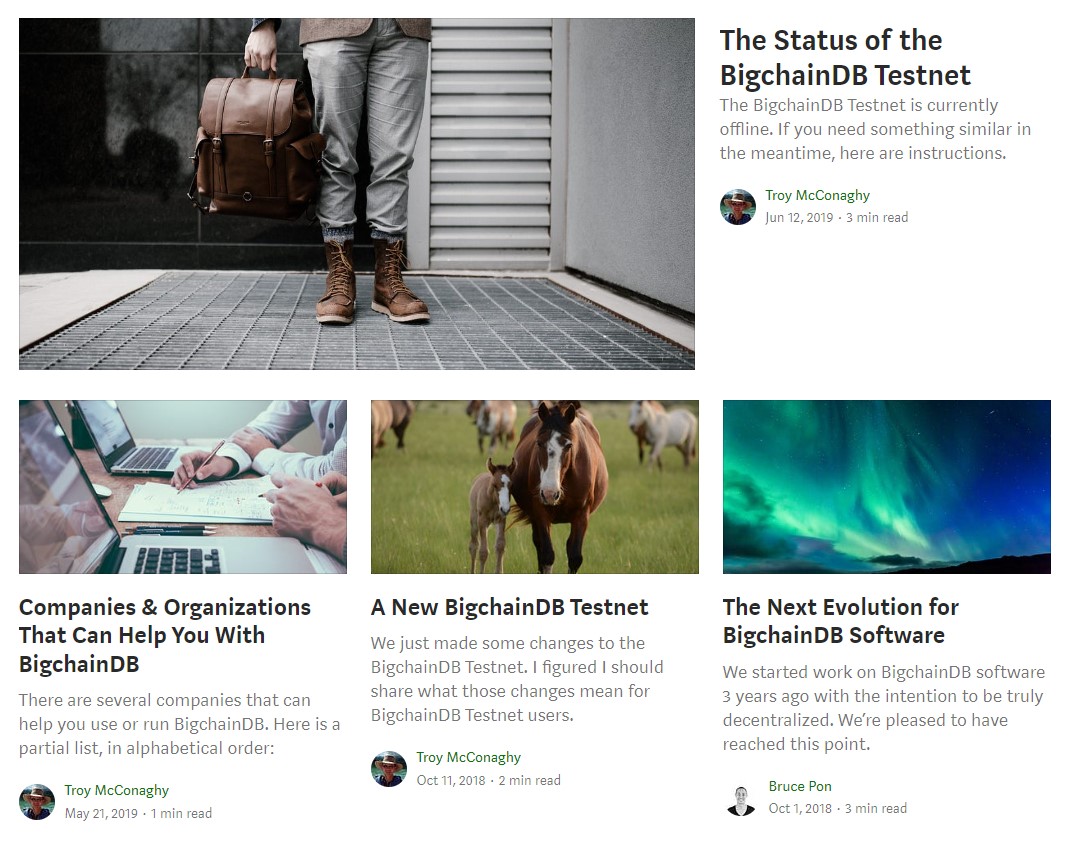 The Status of the
BigchainDB Testnet
The BigchainDB Testnet is currently
offline. If you need something similar in
the meantime, here are instructions.
Troy McConaghy
Jun 12, 2019 · 3 min read
Companies & Organizations
That Can Help You With
BigchainDB
There are several companies that can
help you use or run BigchainDB. Here is a
partial list, in alphabetical order:
Troy McConaghy
May 21, 2019 · 1 min read
A New BigchainDB Testnet
We just made some changes to the
BigchainDB Testnet. I figured I should
share what those changes mean for
BigchainDB Testnet users.
Troy McConaghy
Oct 11, 2018 · 2 min read
The Next Evolution for
BigchainDB Software
We started work on BigchainDB software
3 years ago with the intention to be truly
decentralized. We’re pleased to have
reached this point.
Bruce Pon
Oct 1, 2018 · 3 min read